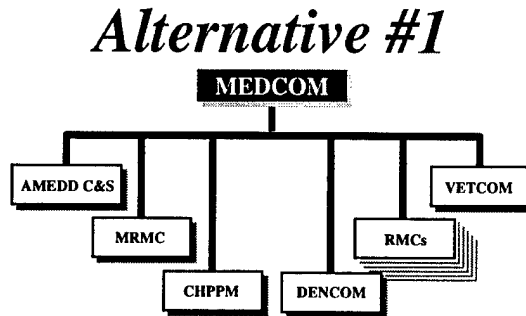 Alternative #1
MEDCOM
AMEDD C&S
VETCOM
MRMC
RMCs
CHPPM
DENCOM